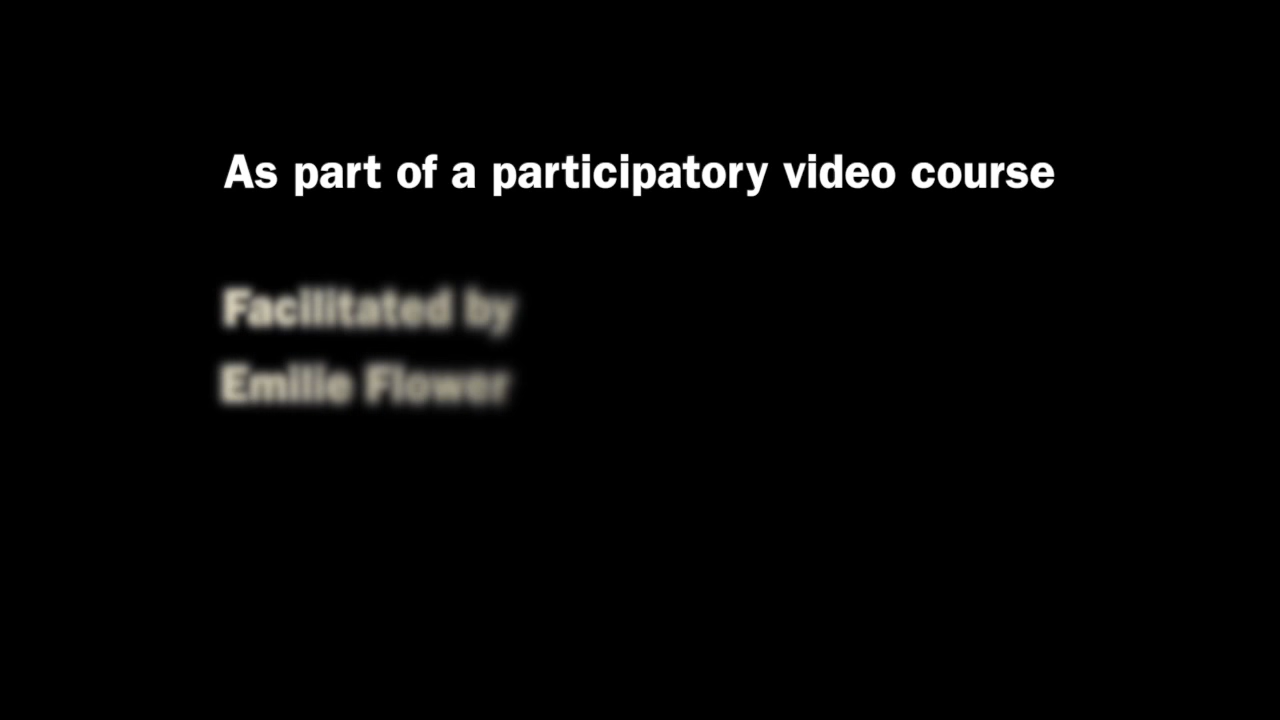 As part of a participatory video course
Facilitated by
Emilie Flower